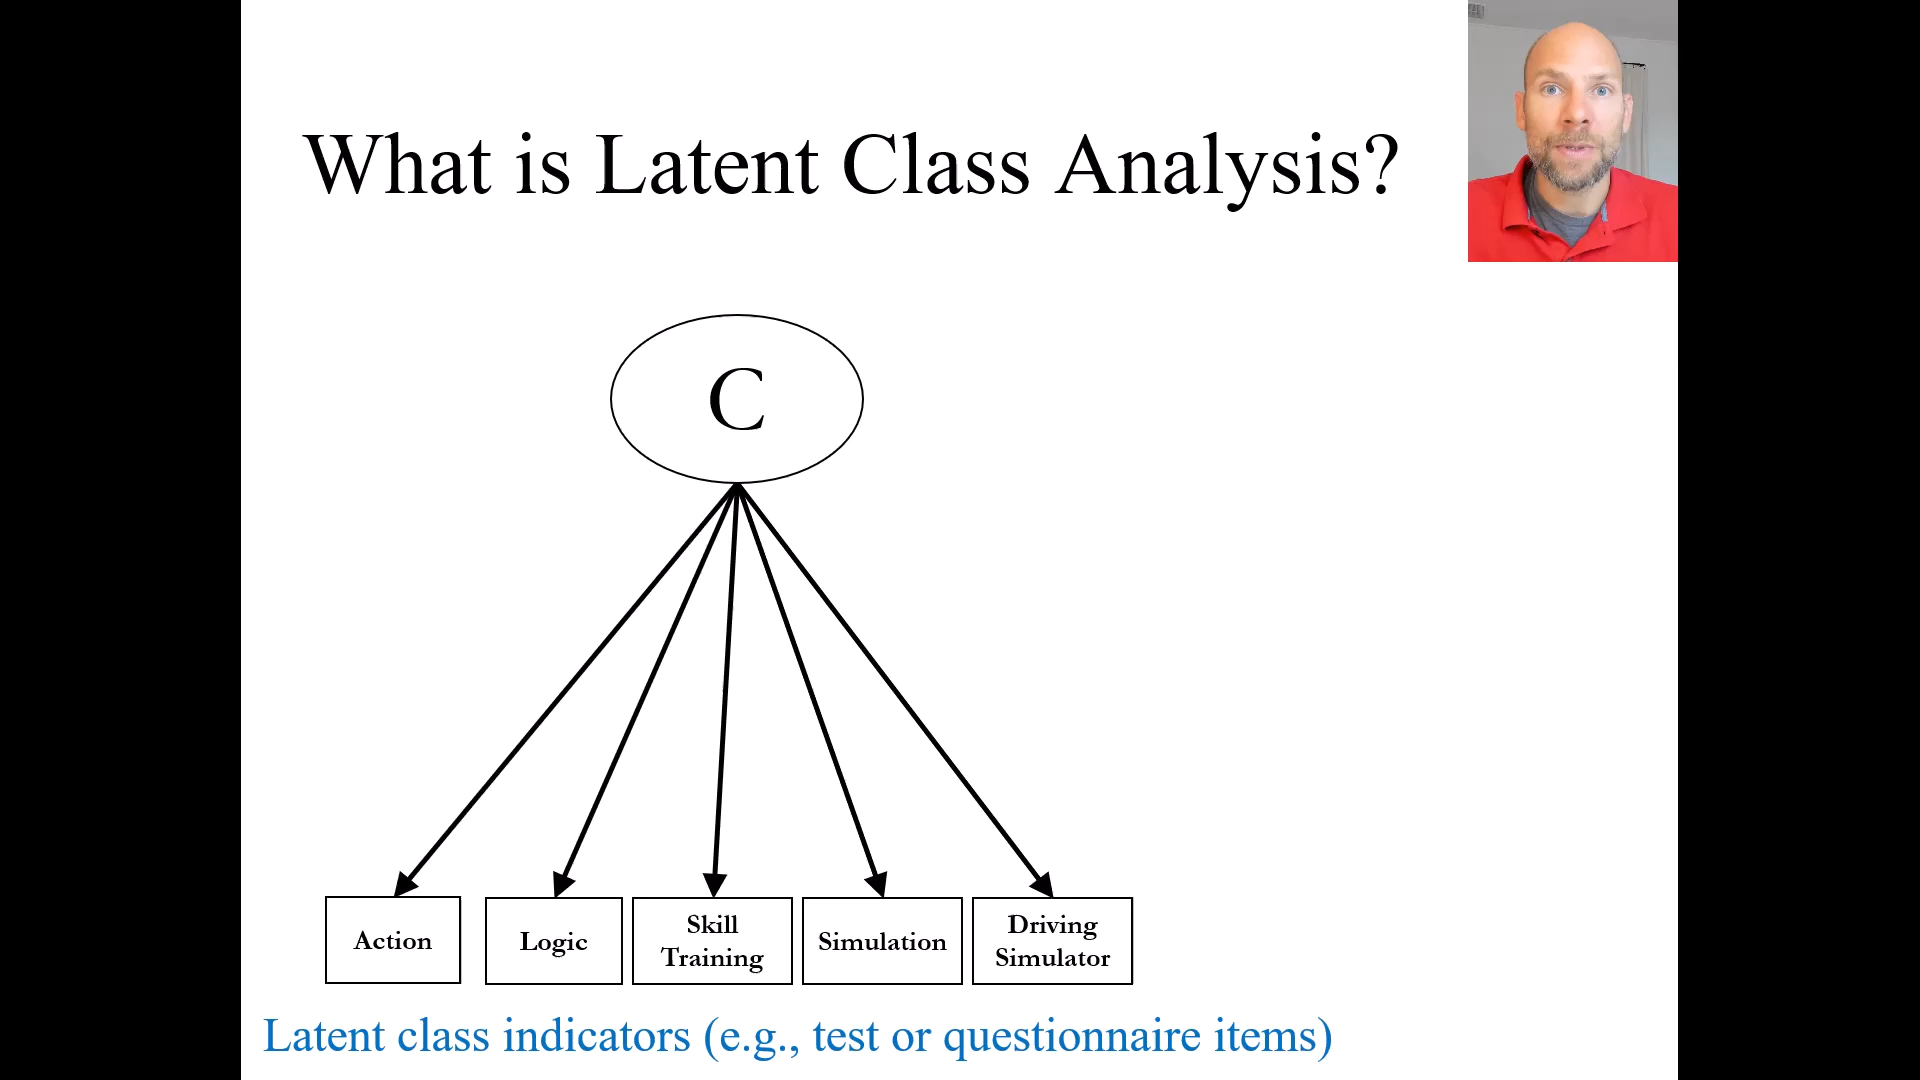 What is Latent Class Analysis?
C
Action
Logic
Skill
Training
Simulation
Driving
Simulator
Latent class indicators (e.g., test or questionnaire items)